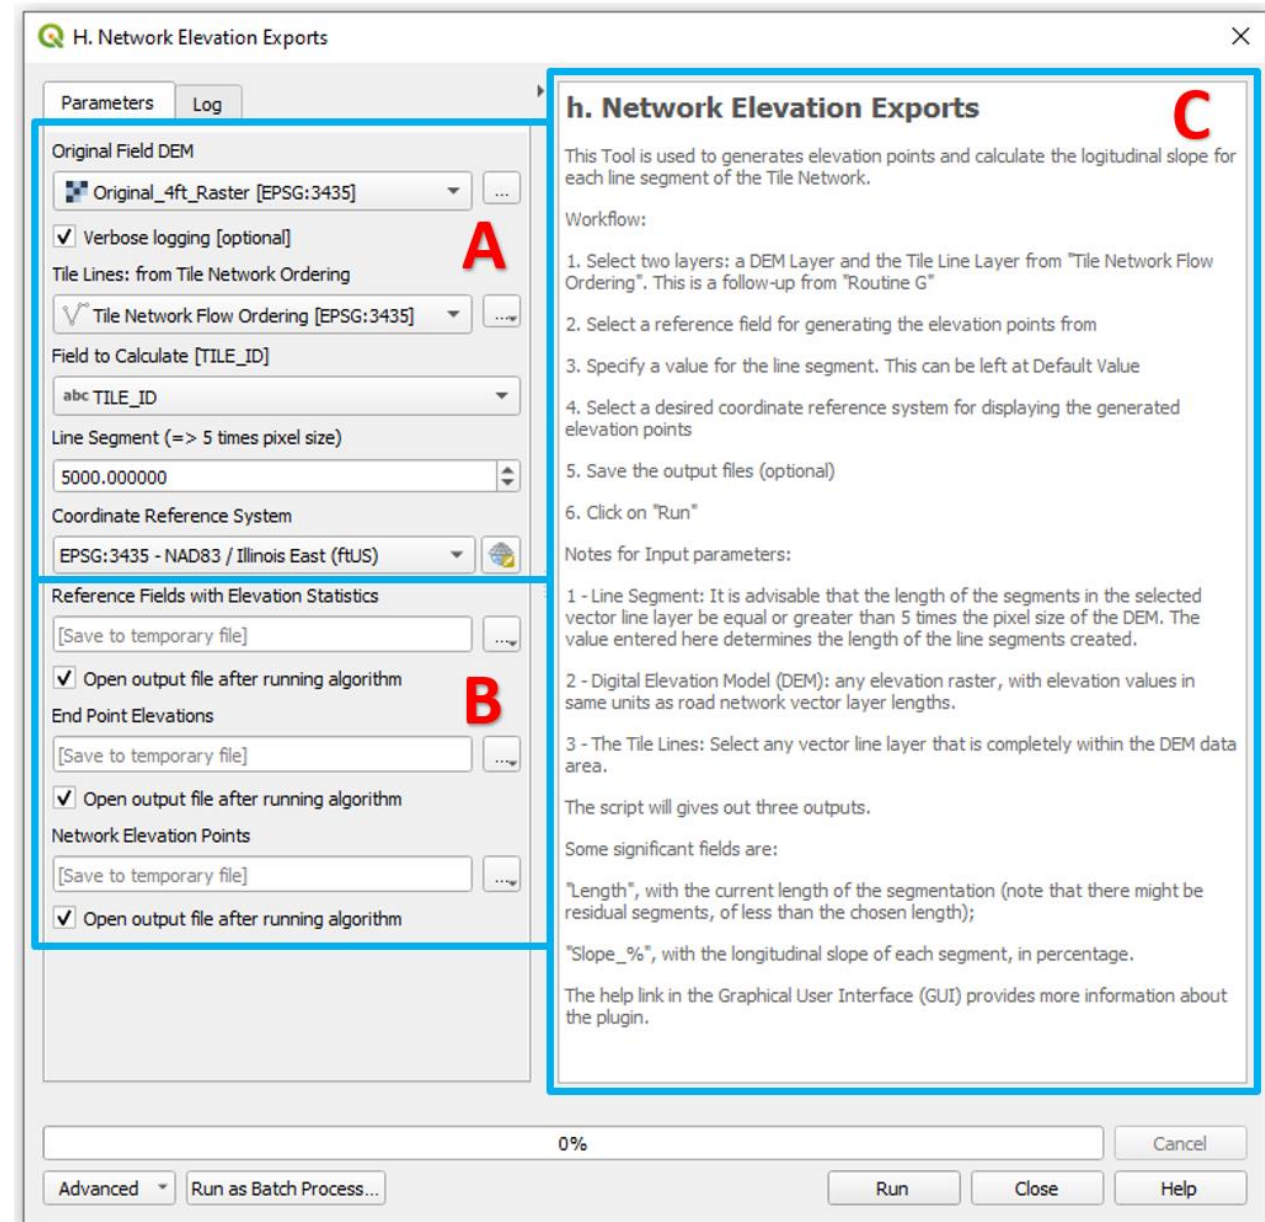 H. Network Elevation Exports
Parameters
Log
Original Field DEM
Original_4ft_Raster [EPSG:3435]
...
Verbose logging [optional]
A
Tile Lines: from Tile Network Ordering
Tile Network Flow Ordering [EPSG:3435]
...
Field to Calculate [TILE_ID]
abc TILE_ID
Line Segment (=> 5 times pixel size)
5000.000000
Coordinate Reference System
EPSG:3435 - NAD83 / Illinois East (ftUS)
Reference Fields with Elevation Statistics
[Save to temporary file]
...
Open output file after running algorithm
B
End Point Elevations
[Save to temporary file]
...
Open output file after running algorithm
Network Elevation Points
[Save to temporary file]
...
Open output file after running algorithm
h. Network Elevation Exports
C
This Tool is used to generates elevation points and calculate the logitudinal slope for
each line segment of the Tile Network.
Workflow:
1. Select two layers: a DEM Layer and the Tile Line Layer from "Tile Network Flow
Ordering". This is a follow-up from "Routine G"
2. Select a reference field for generating the elevation points from
3. Specify a value for the line segment. This can be left at Default Value
4. Select a desired coordinate reference system for displaying the generated
elevation points
5. Save the output files (optional)
6. Click on "Run"
Notes for Input parameters:
1 - Line Segment: It is advisable that the length of the segments in the selected
vector line layer be equal or greater than 5 times the pixel size of the DEM. The
value entered here determines the length of the line segments created.
2 - Digital Elevation Model (DEM): any elevation raster, with elevation values in
same units as road network vector layer lengths.
3 - The Tile Lines: Select any vector line layer that is completely within the DEM data
area.
The script will gives out three outputs.
Some significant fields are:
"Length", with the current length of the segmentation (note that there might be
residual segments, of less than the chosen length);
"Slope_%", with the longitudinal slope of each segment, in percentage.
The help link in the Graphical User Interface (GUI) provides more information about
the plugin.
0%
Cancel
Advanced
Run as Batch Process...
Run
Close
Help